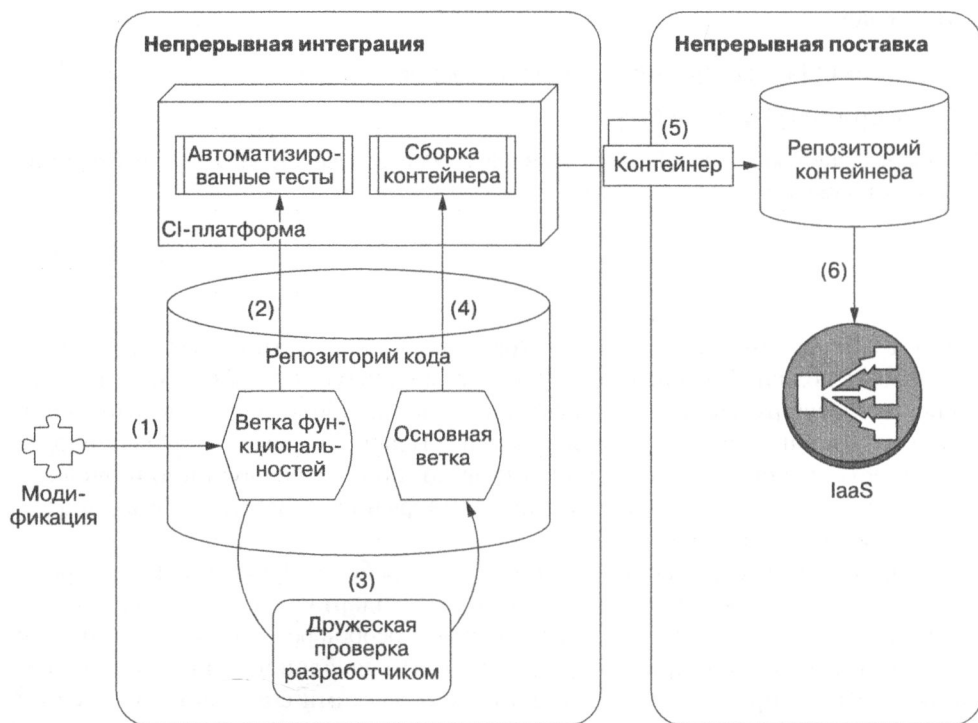 Непрерывная интеграция
Непрерывная поставка
Автоматизиро-
ванные тесты
Сборка
контейнера
CI-платформа
(5)
Контейнер
Репозиторий
контейнера
(2)
(4)
(6)
Репозиторий кода
(1)
Ветка фун-
кциональ-
ностей
Основная
ветка
Моди-
фикация
IaaS
(3)
Дружеская
проверка
разработчиком